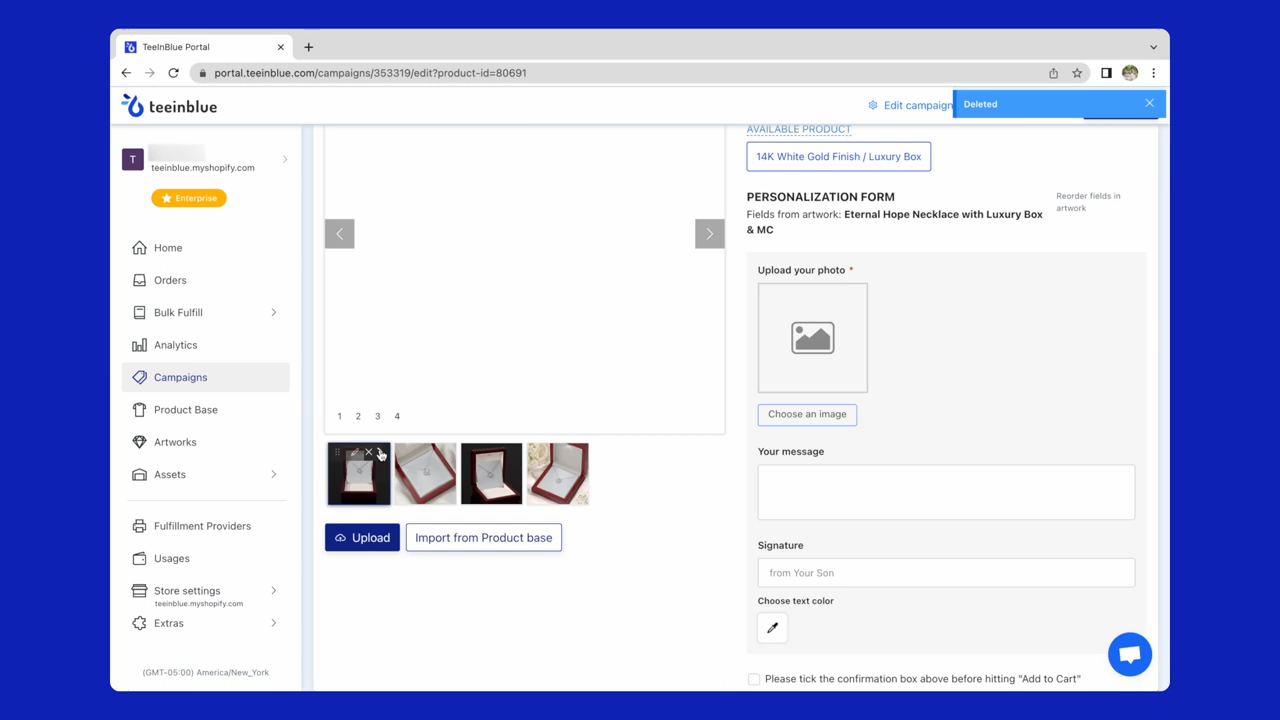 TeeInBlue Portal
portal.teeinblue.com/campaigns/353319/edit?product-id=80691
teeinblue
Edit campaign
Deleted
T
teeinblue.myshopify.com
Enterprise
Home
Orders
Bulk Fulfill
Analytics
Campaigns
Product Base
Artworks
Assets
Fulfillment Providers
Usages
Store settings
teeinblue.myshopify.com
Extras
(GMT-05:00) America/New_York
1 2 3 4
Upload
Import from Product base
AVAILABLE PRODUCT
14K White Gold Finish / Luxury Box
PERSONALIZATION FORM
Reorder fields in
artwork
Fields from artwork: Eternal Hope Necklace with Luxury Box
& MC
Upload your photo *
Choose an image
Your message
Signature
from Your Son
Choose text color
Please tick the confirmation box above before hitting "Add to Cart"